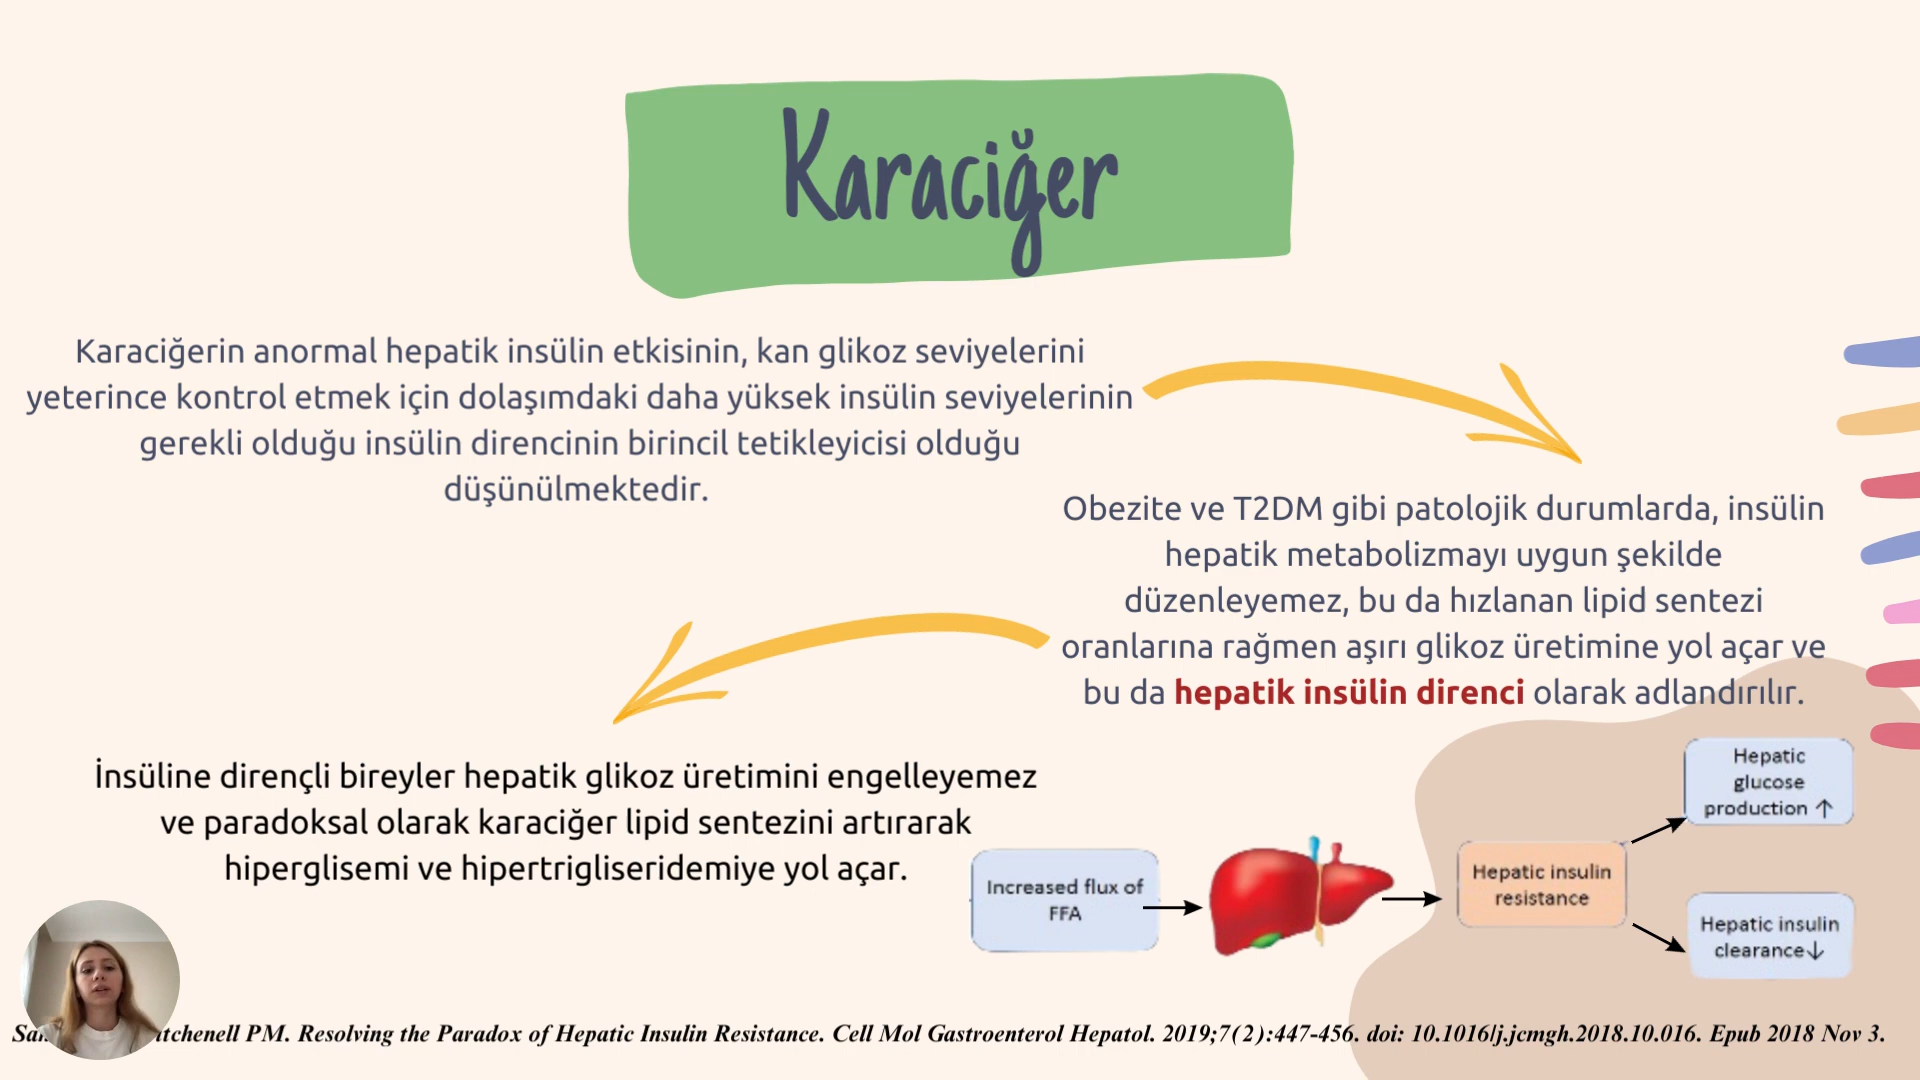 Karaciğer
Karaciğerin anormal hepatik insülin etkisinin, kan glikoz seviyelerini
yeterince kontrol etmek için dolaşımdaki daha yüksek insülin seviyelerinin
gerekli olduğu insülin direncinin birincil tetikleyicisi olduğu
düşünülmektedir.
Obezite ve T2DM gibi patolojik durumlarda, insülin
hepatik metabolizmayı uygun şekilde
düzenleyemez, bu da hızlanan lipid sentezi
oranlarına rağmen aşırı glikoz üretimine yol açar ve
bu da hepatik insülin direnci olarak adlandırılır.
İnsüline dirençli bireyler hepatik glikoz üretimini engelleyemez
ve paradoksal olarak karaciğer lipid sentezini artırarak
hiperglisemi ve hipertrigliseridemiye yol açar.
Increased flux of
FFA
Hepatic insulin
resistance
Hepatic
glucose
production ↑
Hepatic insulin
clearance↓
PM. Resolving the Paradox of Hepatic Insulin Resistance. Cell Mol Gastroenterol Hepatol. 2019;7(2):447-456. doi: 10.1016/j.jcmgh.2018.10.016. Epub 2018 Nov 3.